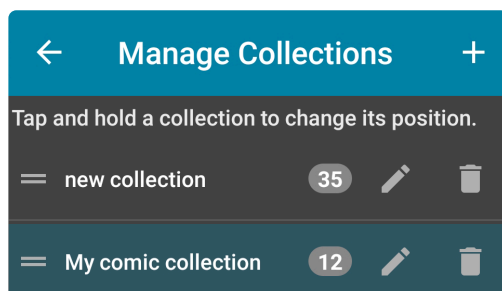 Manage Collections
Tap and hold a collection to change its position.
new collection 35
My comic collection 12